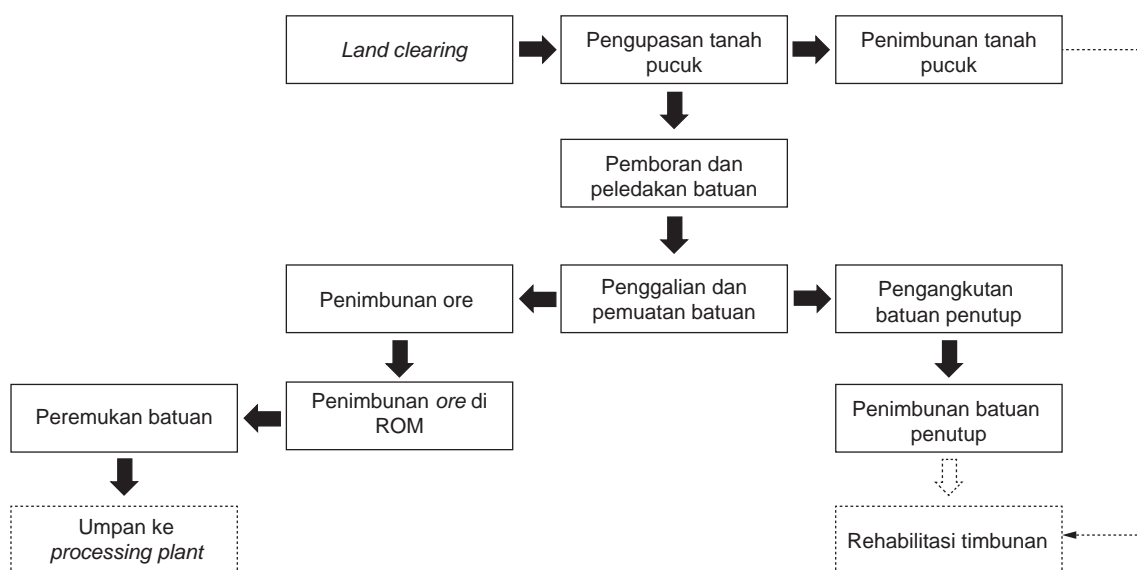 Land clearing
Pengupasan tanah
pucuk
Penimbunan tanah
pucuk
Pemboran dan
peledakan batuan
Penimbunan ore
Penggalian dan
pemuatan batuan
Pengangkutan
batuan penutup
Peremukan batuan
Penimbunan ore di
ROM
Penimbunan batuan
penutup
Umpan ke
processing plant
Rehabilitasi timbunan